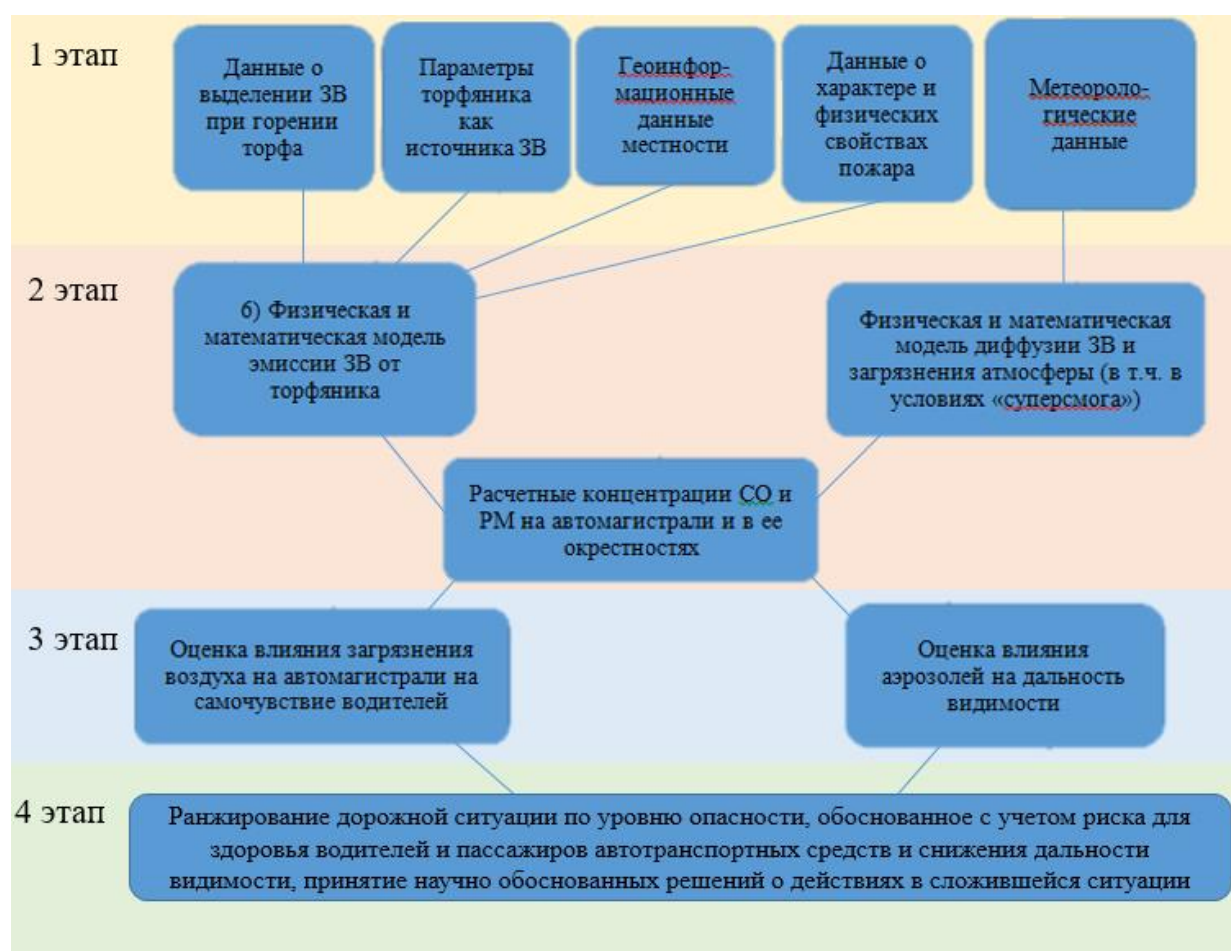 1 этап
Данные о
выделении ЗВ
при горении
торфа
Параметры
торфяника
как
источника ЗВ
Геоинфор-
мационные
данные
местности
Данные о
характере и
физических
свойствах
пожара
Метеороло-
гические
данные
2 этап
6) Физическая и
математическая модель
эмиссии ЗВ от
торфяника
Физическая и математическая
модель диффузии ЗВ и
загрязнения атмосферы (в т.ч. в
условиях «суперсмога»)
Расчетные концентрации СО и
РМ на автомагистрали и в ее
окрестностях
3 этап
Оценка влияния загрязнения
воздуха на автомагистрали на
самочувствие водителей
Оценка влияния
аэрозолей на дальность
видимости
4 этап
Ранжирование дорожной ситуации по уровню опасности, обоснованное с учетом риска для
здоровья водителей и пассажиров автотранспортных средств и снижения дальности
видимости, принятие научно обоснованных решений о действиях в сложившейся ситуации